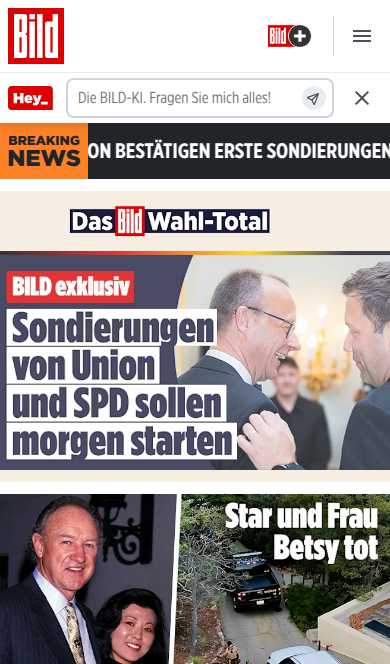 Bild
Bild
Hey_
Die BILD-KI. Fragen Sie mich alles!
BREAKING
NEWS
ON BESTÄTIGEN ERSTE SONDIERUNGEN
Das Bild Wahl-Total
BILD exklusiv
Sondierungen
von Union
und SPD sollen
morgen starten
Star und Frau
Betsy tot